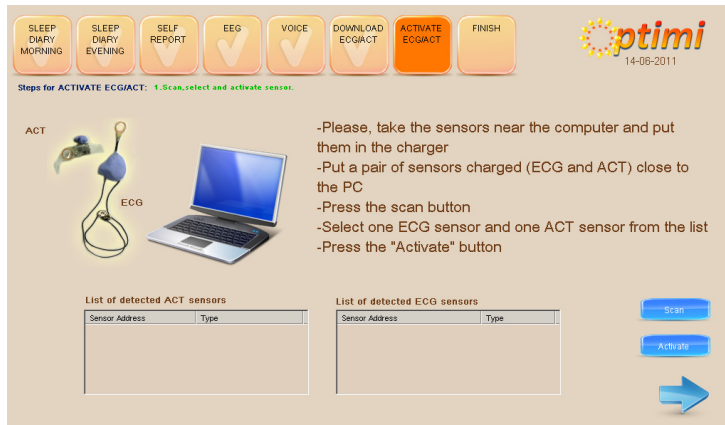 SLEEP
DIARY
MORNING
SLEEP
DIARY
EVENING
SELF
REPORT
EEG
VOICE
DOWNLOAD
ECG/ACT
ACTIVATE
ECG/ACT
FINISH
Optimi
14-06-2011
Steps for ACTIVATE ECG/ACT: 1.Scan,select and activate sensor.
ACT
ECG
-Please, take the sensors near the computer and put
them in the charger
-Put a pair of sensors charged (ECG and ACT) close to
the PC
-Press the scan button
-Select one ECG sensor and one ACT sensor from the list
-Press the "Activate" button
List of detected ACT sensors
Sensor Address Type
List of detected ECG sensors
Sensor Address Type
Scan
Activate